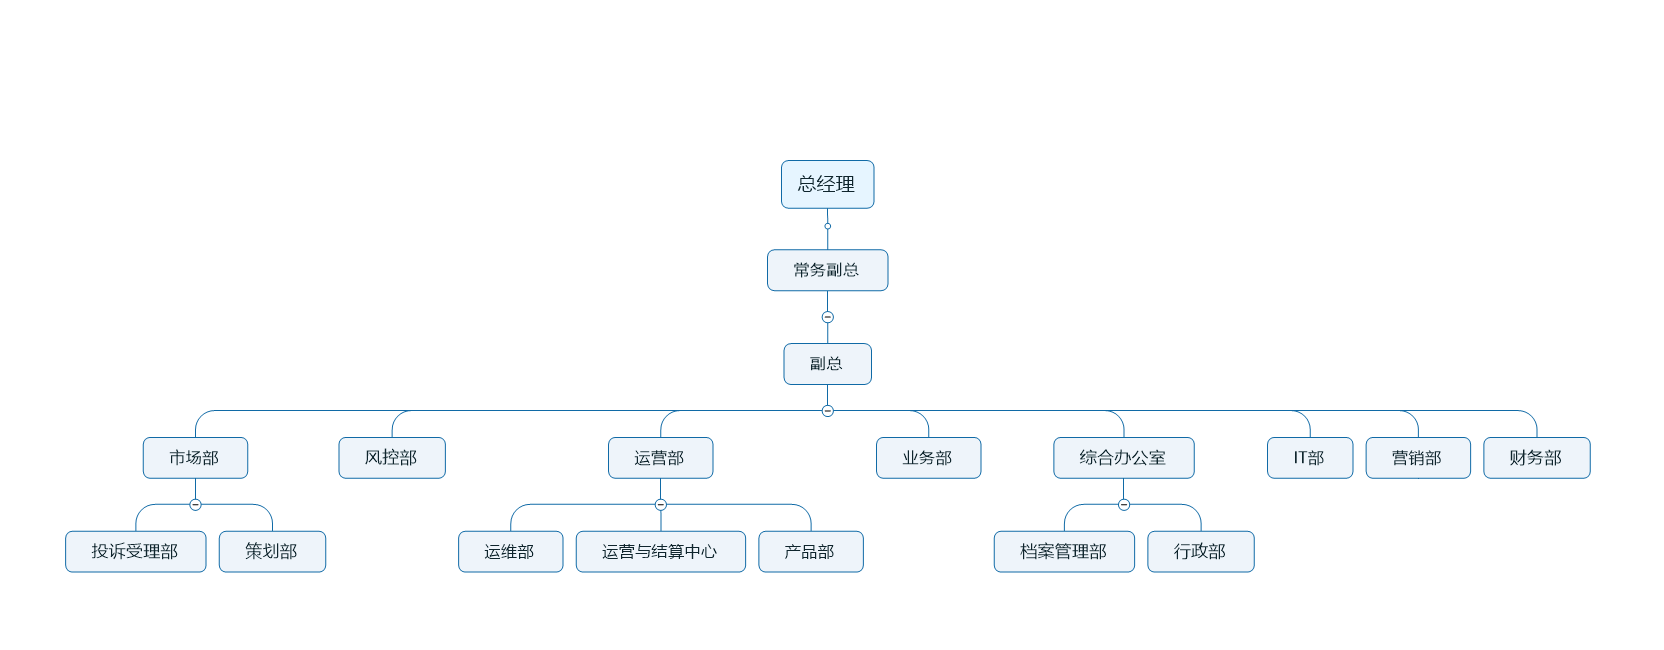 总经理
常务副总
副总
市场部
风控部
运营部
业务部
综合办公室
IT部
营销部
财务部
投诉受理部
策划部
运维部
运营与结算中心
产品部
档案管理部
行政部